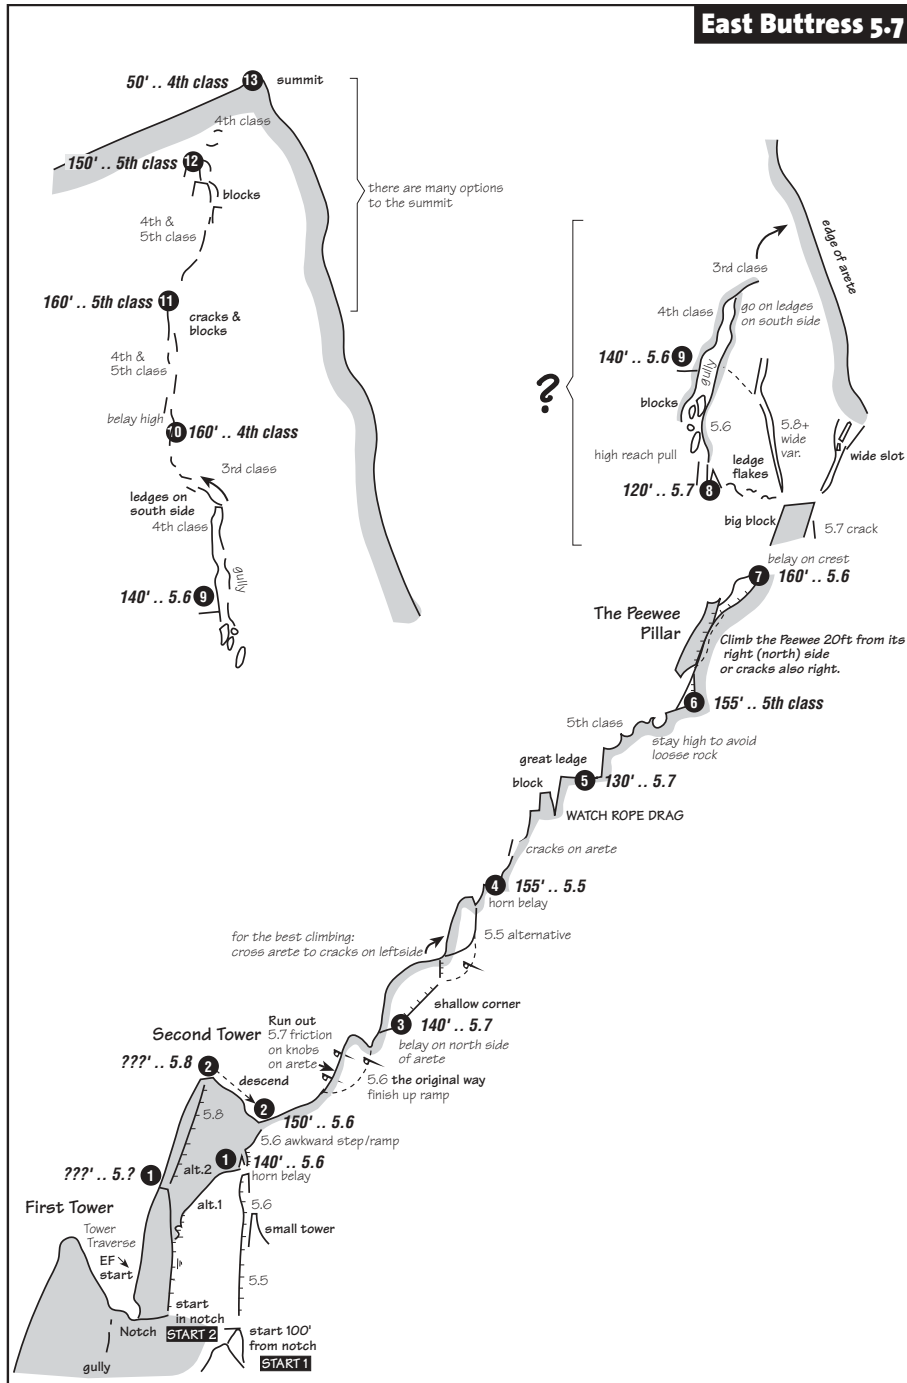 East Buttress 5.7
50' .. 4th class 13 summit
4th class
150' .. 5th class 12
blocks
there are many options
to the summit
4th &
5th class
160' .. 5th class 11
cracks &
blocks
4th &
5th class
belay high
10 160' .. 4th class
3rd class
ledges on
south side
4th class
gully
140' .. 5.6 9
edge of arete
3rd class
4th class
go on ledges
on south side
140' .. 5.6 9
gully
?
blocks
5.6
5.8+
wide
var.
high reach pull
ledge
flakes
wide slot
120' .. 5.7 8
big block
5.7 crack
belay on crest
7 160' .. 5.6
The Peewee
Pillar
Climb the Peewee 20ft from its
right (north) side
or cracks also right.
6 155' .. 5th class
5th class
stay high to avoid
loosse rock
great ledge
block
5 130' .. 5.7
WATCH ROPE DRAG
cracks on arete
4 155' .. 5.5
horn belay
for the best climbing:
cross arete to cracks on leftside
5.5 alternative
shallow corner
3 140' .. 5.7
belay on north side
of arete
Run out
5.7 friction
on knobs
on arete
5.6 the original way
finish up ramp
Second Tower
???' .. 5.8 2
descend
2
150' .. 5.6
5.8
5.6 awkward step/ramp
1 140' .. 5.6
horn belay
???' .. 5.? 1
alt.2
alt.1
5.6
First Tower
small tower
Tower
Traverse
EF
start
5.5
start
in notch
START 2
Notch
start 100'
from notch
START 1
gully